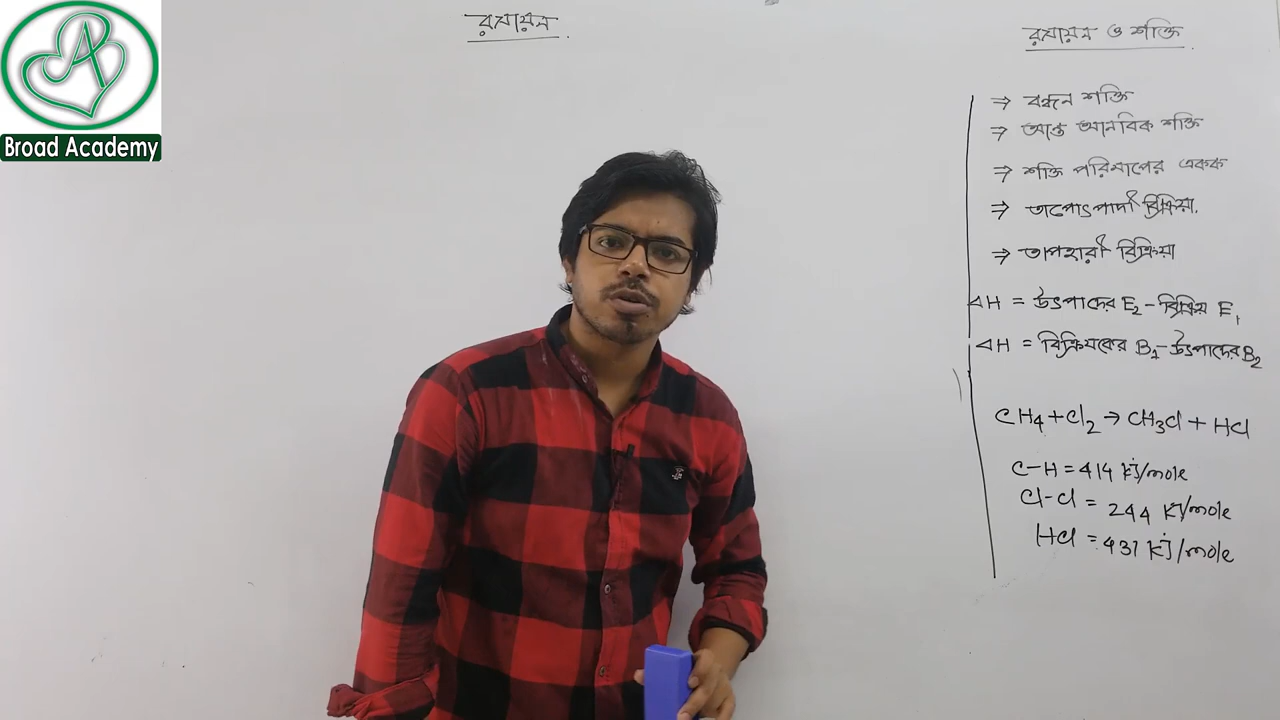 A
Broad Academy
রসায়ন
রসায়ন ও শক্তি
⇒ বন্ধন শক্তি
⇒ আন্ত আনবিক শক্তি
⇒ শক্তি পরিমাপের একক
⇒ তাপোৎপাদী বিক্রিয়া.
⇒ তাপহারী বিক্রিয়া
ΔH = উৎপাদের E₂ - বিক্রিয় E₁
ΔH = বিক্রিয়কের B₁ - উৎপাদের B₂
CH₄ + Cl₂ → CH₃Cl + HCl
C-H = 414 kJ/mole
Cl-Cl = 244 KJ/mole
HCl = 431 kJ/mole